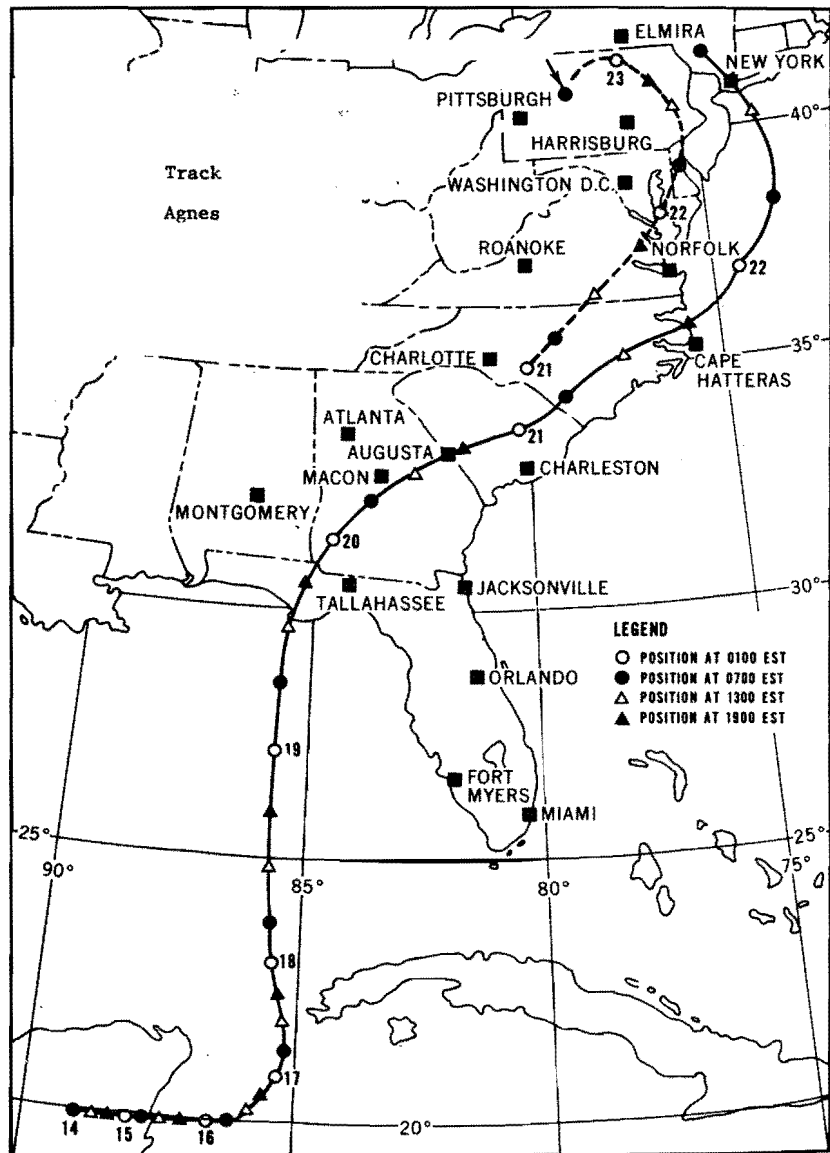 ELMIRA
NEW YORK
23
PITTSBURGH
40°
HARRISBURG
Track
Agnes
WASHINGTON D.C.
22
ROANOKE
NORFOLK
22
35°
CHARLOTTE
21
CAPE
HATTERAS
ATLANTA
21
AUGUSTA
MACON
CHARLESTON
MONTGOMERY
20
30°
TALLAHASSEE
JACKSONVILLE
LEGEND
POSITION AT 0100 EST
POSITION AT 0700 EST
POSITION AT 1300 EST
POSITION AT 1900 EST
ORLANDO
19
FORT
MYERS
MIAMI
25°
25°
90°
85°
80°
75°
18
17
14
15
16
20°